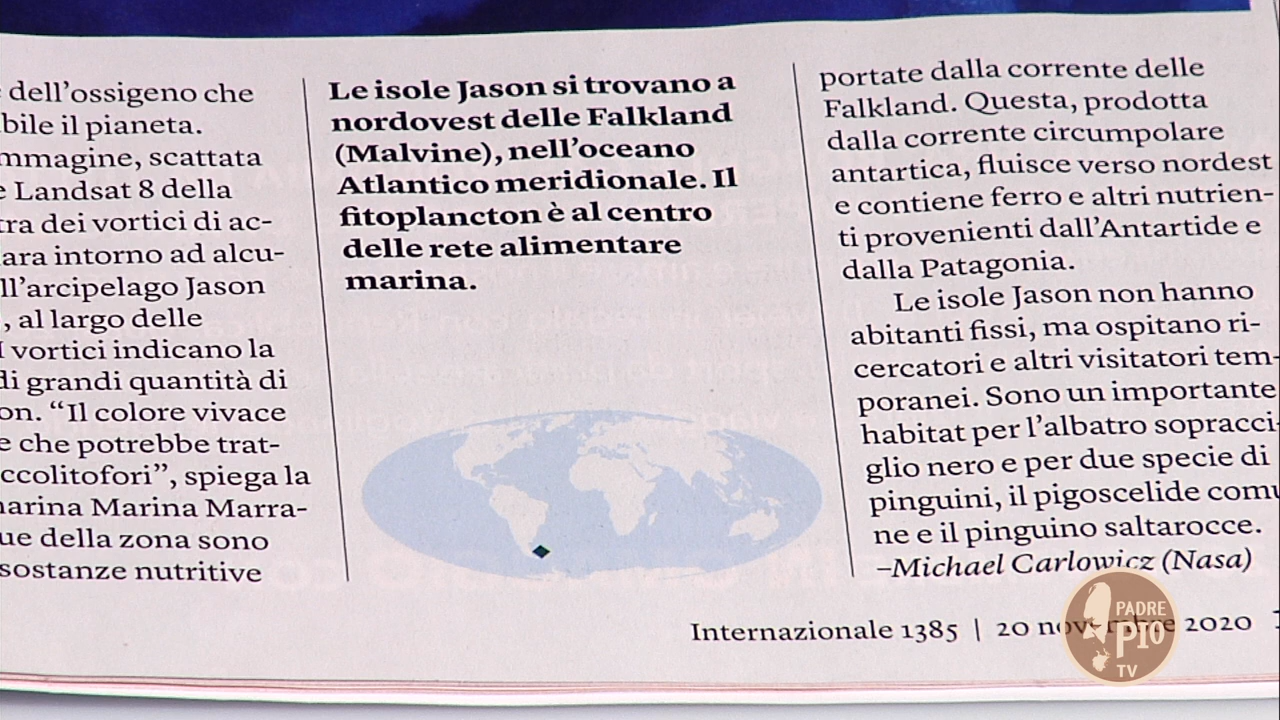 dell'ossigeno che
bile il pianeta.
mmagine, scattata
e Landsat 8 della
tra dei vortici di ac-
ara intorno ad alcu-
ll'arcipelago Jason
, al largo delle
I vortici indicano la
di grandi quantità di
on. "Il colore vivace
e che potrebbe trat-
ccolitofori", spiega la
marina Marina Marra-
ue della zona sono
sostanze nutritive
Le isole Jason si trovano a
nordovest delle Falkland
(Malvine), nell'oceano
Atlantico meridionale. Il
fitoplancton è al centro
delle rete alimentare
marina.
portate dalla corrente delle
Falkland. Questa, prodotta
dalla corrente circumpolare
antartica, fluisce verso nordest
e contiene ferro e altri nutrien-
ti provenienti dall'Antartide e
dalla Patagonia.
Le isole Jason non hanno
abitanti fissi, ma ospitano ri-
cercatori e altri visitatori tem-
poranei. Sono un importante
habitat per l'albatro sopracci-
glio nero e per due specie di
pinguini, il pigoscelide comu
ne e il pinguino saltarocce.
–Michael Carlowicz (Nasa)
Internazionale 1385 | 20 novembre 2020
PADRE
PIO
TV